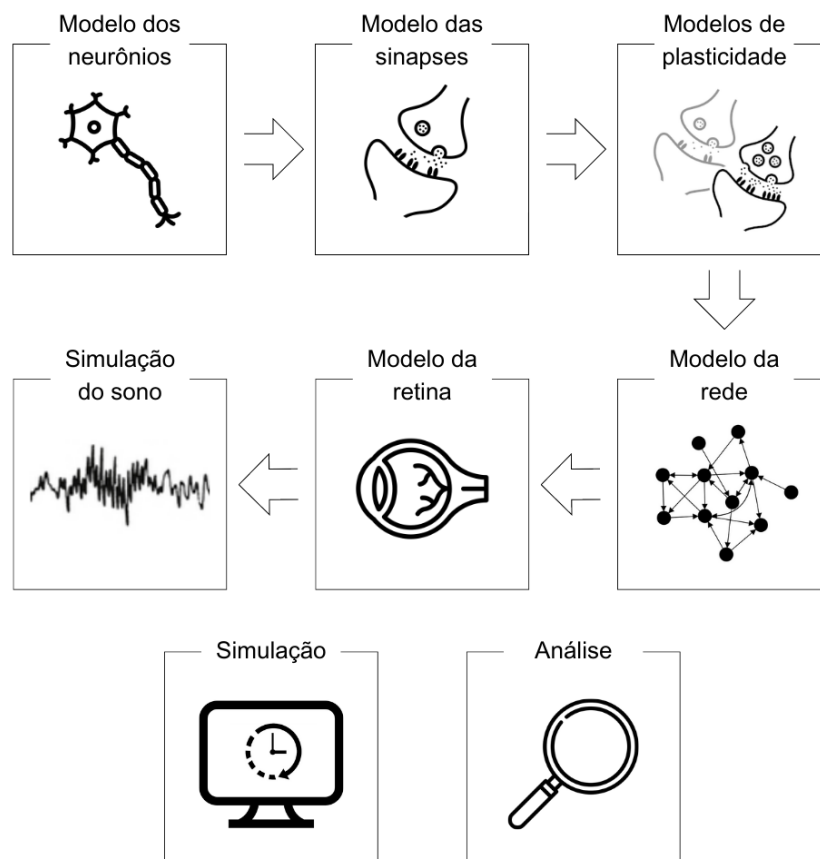 Modelo dos
neurônios
Modelo das
sinapses
Modelos de
plasticidade
Simulação
do sono
Modelo da
retina
Modelo da
rede
Simulação
Análise